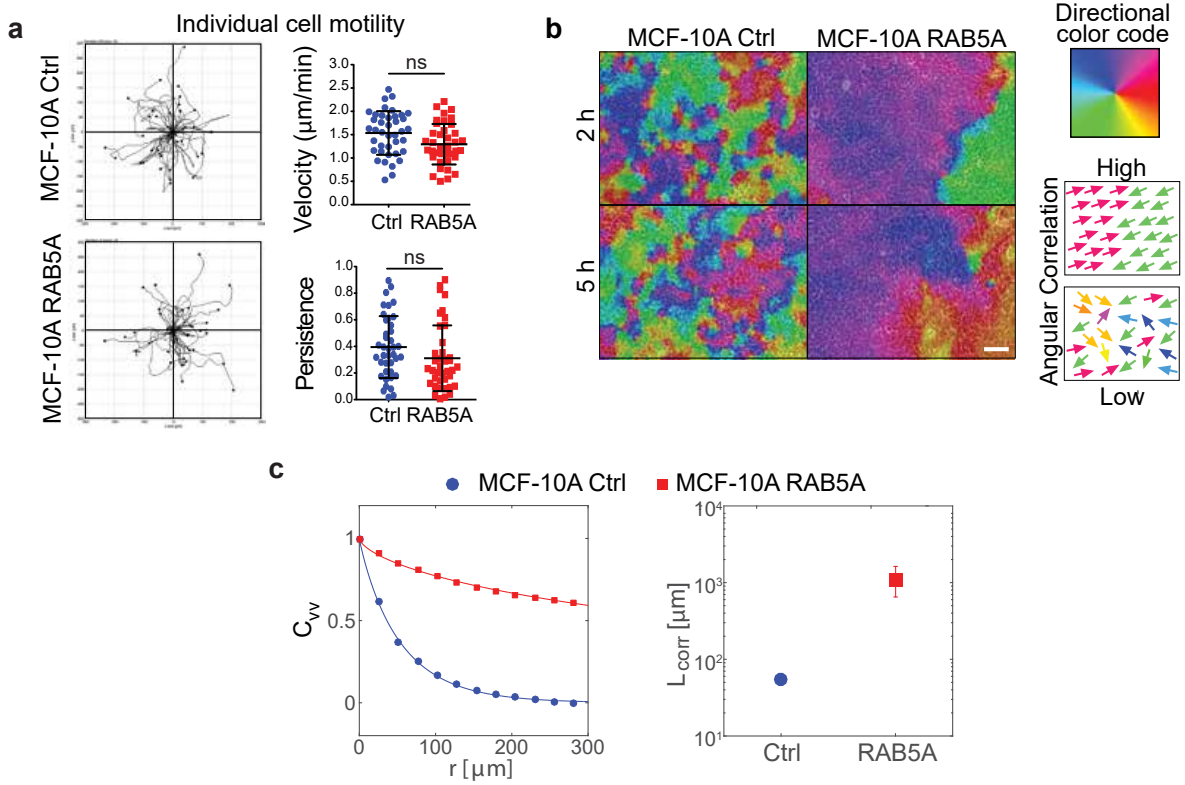 a
Individual cell motility
MCF-10A Ctrl
ns
Velocity (µm/min)
3.0
2.5
2.0
1.5
1.0
0.5
0.0
Ctrl RAB5A
MCF-10A RAB5A
ns
Persistence
1.0
0.8
0.6
0.4
0.2
0.0
Ctrl RAB5A
b
MCF-10A Ctrl MCF-10A RAB5A
2 h
5 h
Directional
color code
High
Angular Correlation
Low
c
MCF-10A Ctrl MCF-10A RAB5A
C_vv
1
0.5
0
0 100 200 300
r [µm]
L_corr [µm]
10^4
10^3
10^2
10^1
Ctrl RAB5A